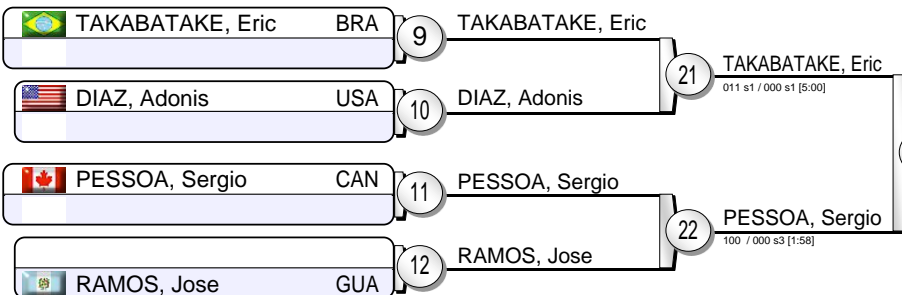 TAKABATAKE, Eric BRA
9
TAKABATAKE, Eric
DIAZ, Adonis USA
10
DIAZ, Adonis
21
TAKABATAKE, Eric
011 s1 / 000 s1 [5:00]
PESSOA, Sergio CAN
11
PESSOA, Sergio
RAMOS, Jose GUA
12
RAMOS, Jose
22
PESSOA, Sergio
100 / 000 s3 [1:58]